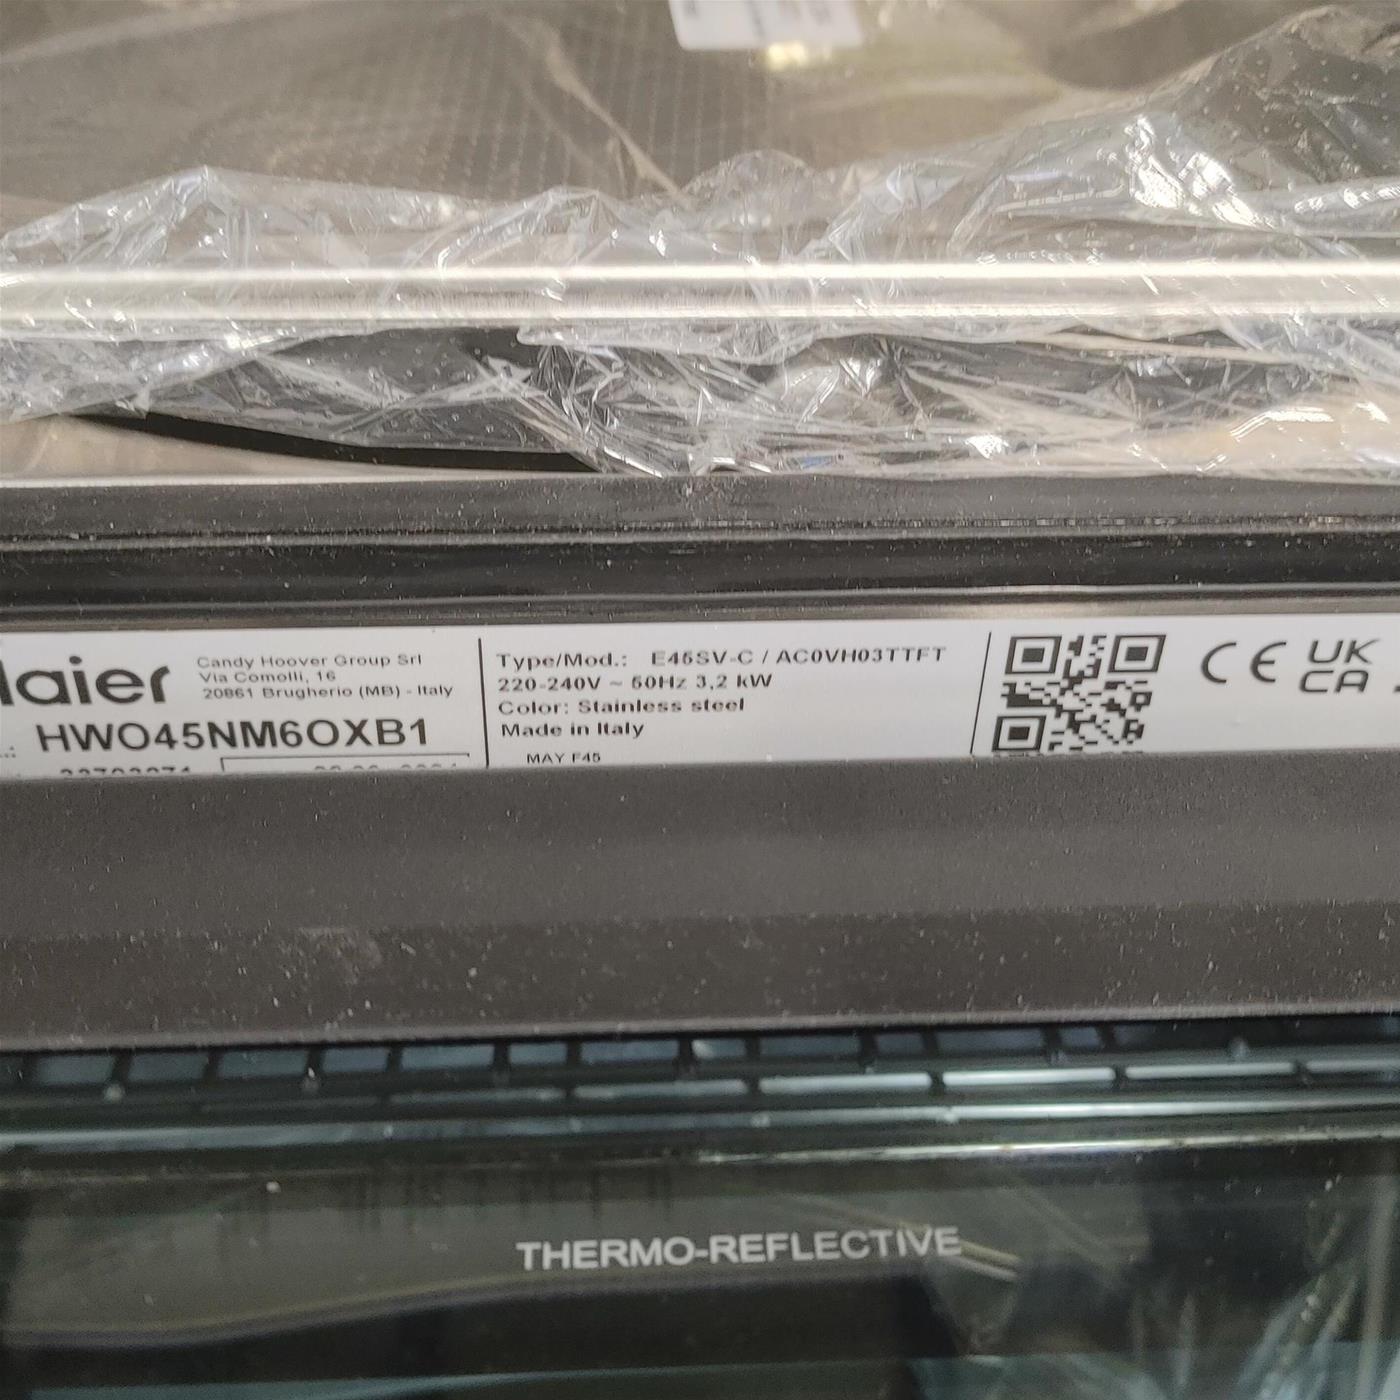 Haier
Candy Hoover Group Srl
Via Comolli, 16
20861 Brugherio (MB) - Italy
HWO45NM6OXB1
Type/Mod.: E45SV-C / AC0VH03TTFT
220-240V ~ 50Hz 3,2 kW
Color: Stainless steel
Made in Italy
MAY F45
CE
UK
CA
THERMO-REFLECTIVE